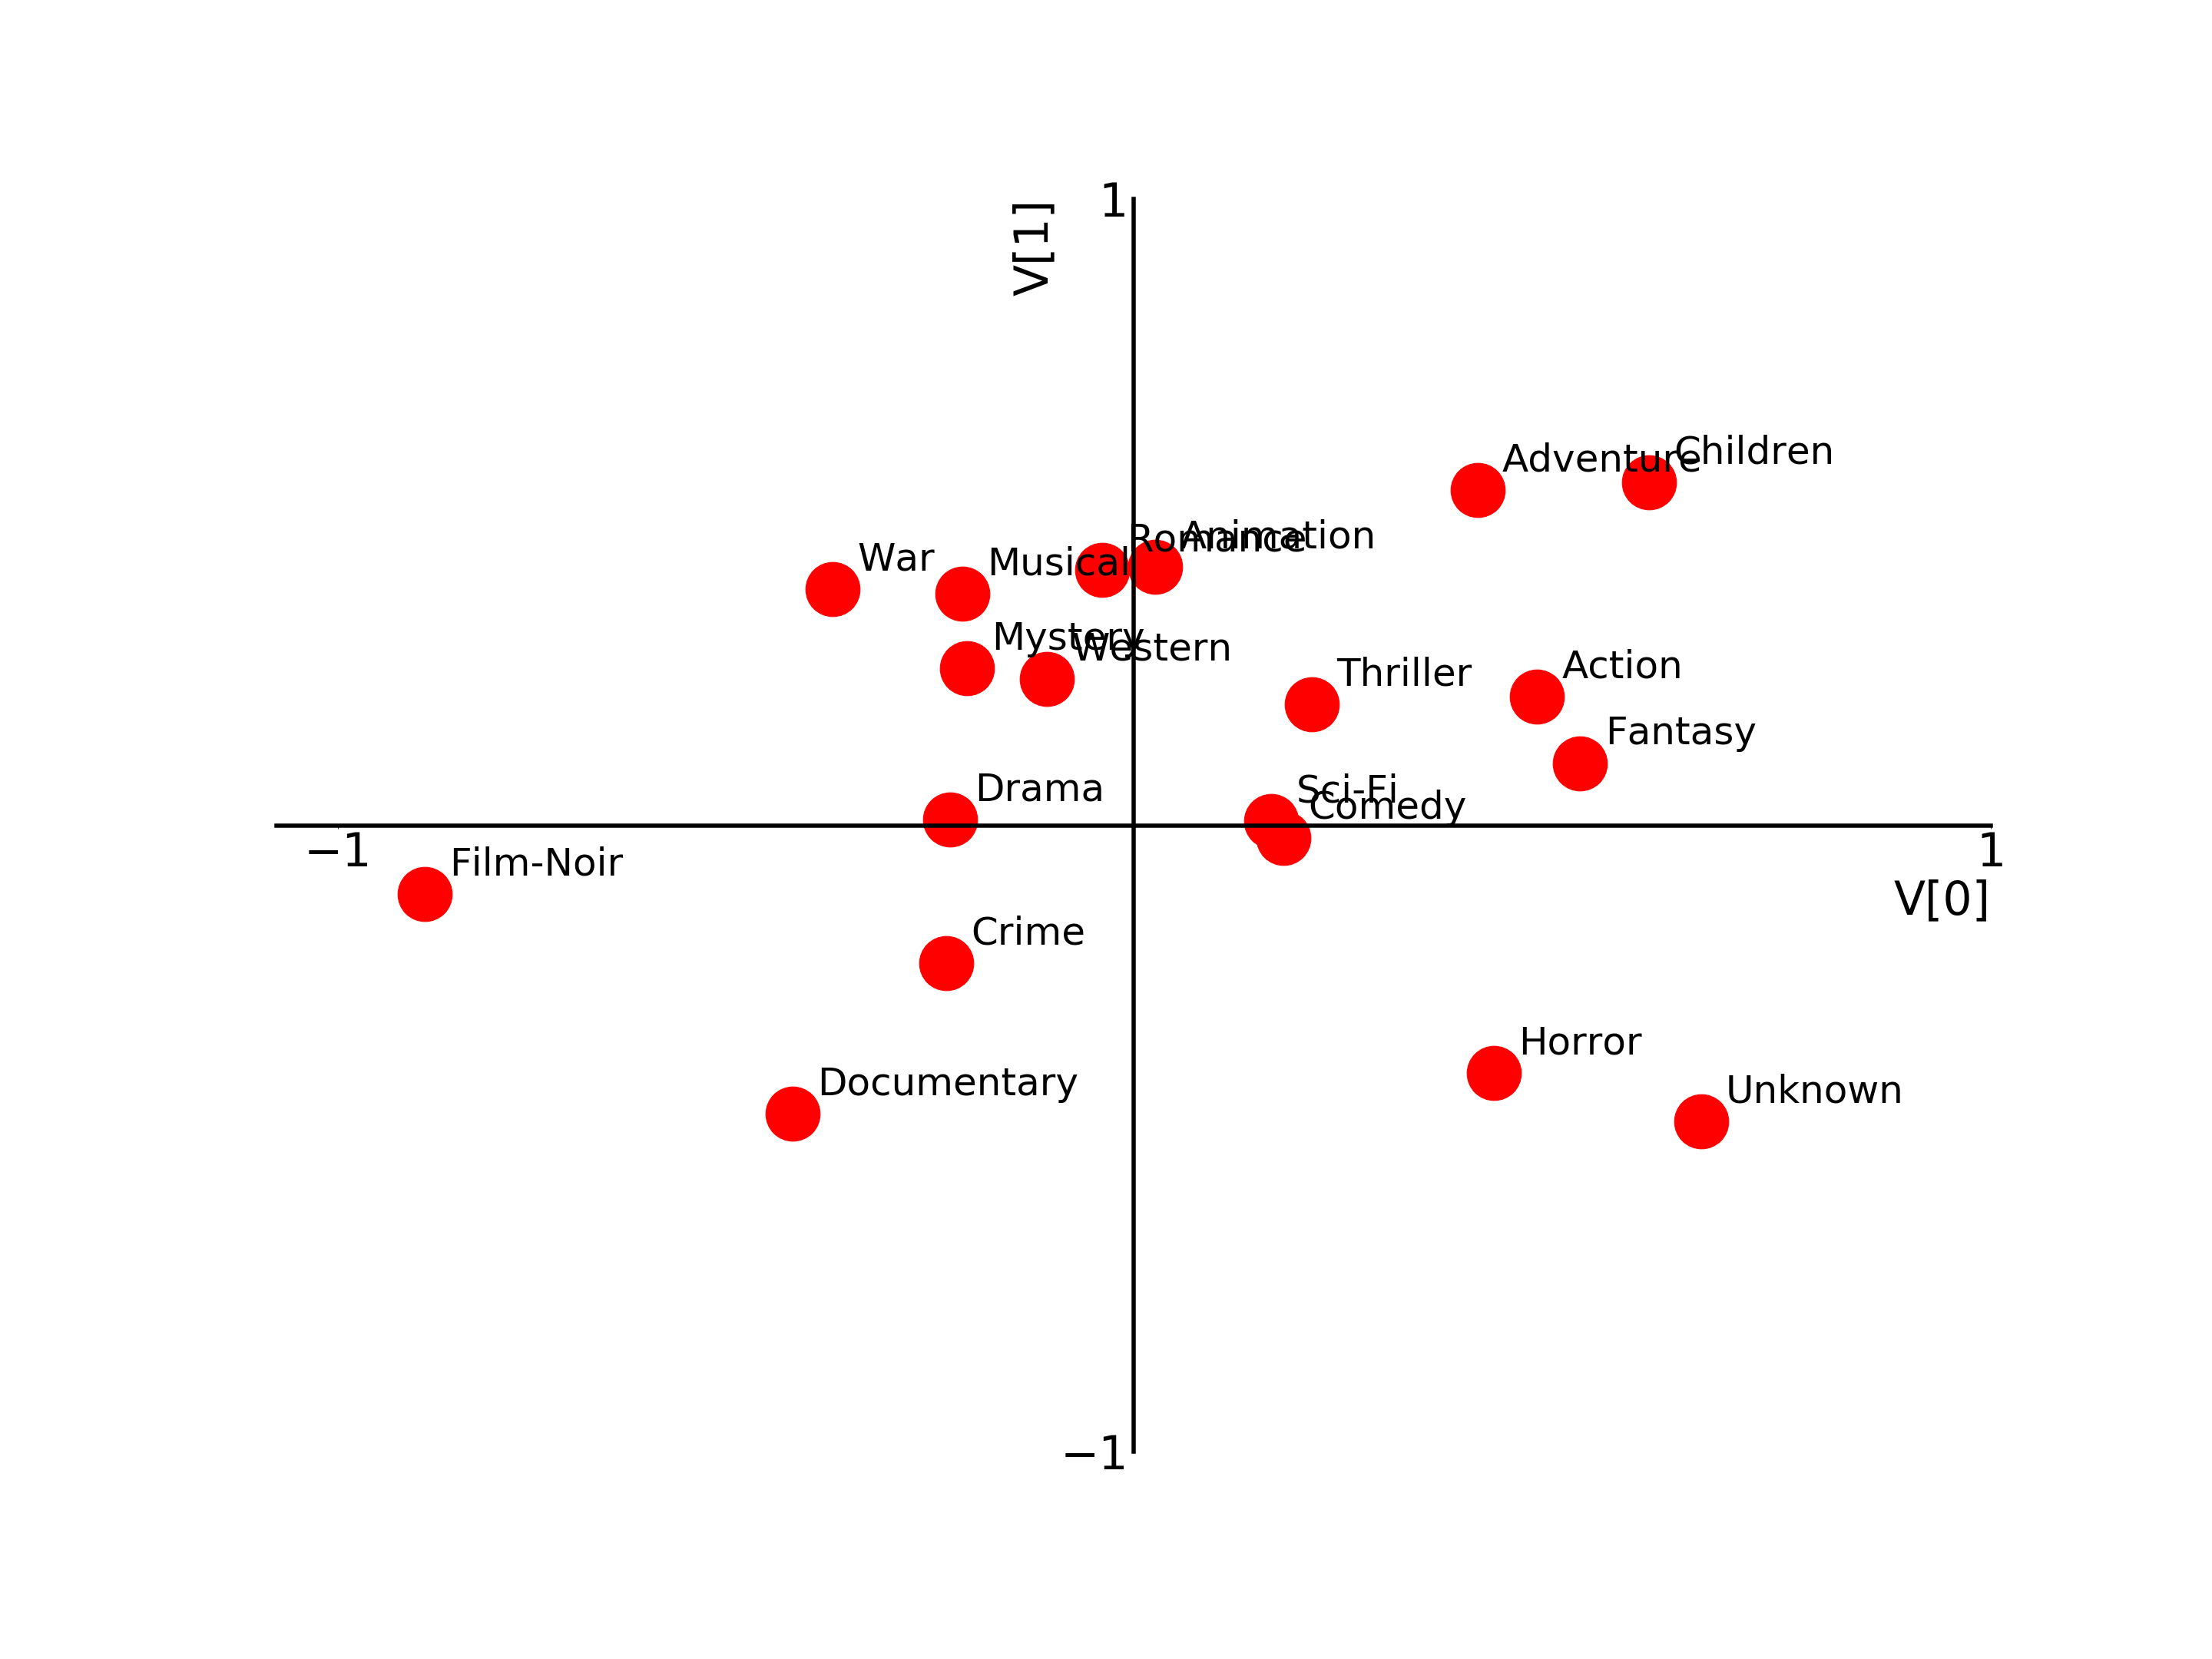 1
V[1]
Children
Adventure
Animation
Romance
War
Musical
Mystery
Western
Action
Thriller
Fantasy
Drama
Sci-Fi
Comedy
−1
1
Film-Noir
V[0]
Crime
Horror
Documentary
Unknown
−1